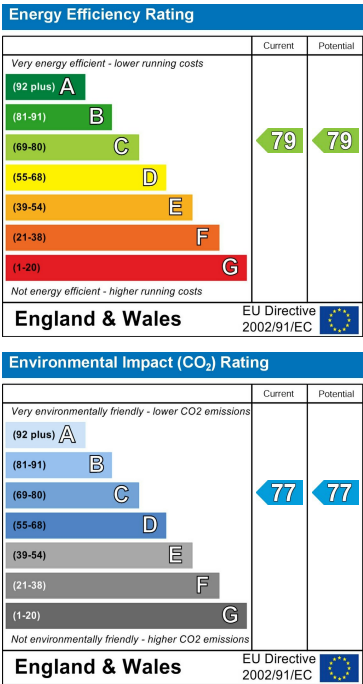 Energy Efficiency Rating
Current Potential
Very energy efficient - lower running costs
(92 plus) A
(81-91) B
(69-80) C 79 79
(55-68) D
(39-54) E
(21-38) F
(1-20) G
Not energy efficient - higher running costs
England & Wales
EU Directive
2002/91/EC
Environmental Impact (CO₂) Rating
Current Potential
Very environmentally friendly - lower CO2 emissions
(92 plus) A
(81-91) B
(69-80) C 77 77
(55-68) D
(39-54) E
(21-38) F
(1-20) G
Not environmentally friendly - higher CO2 emissions
England & Wales
EU Directive
2002/91/EC